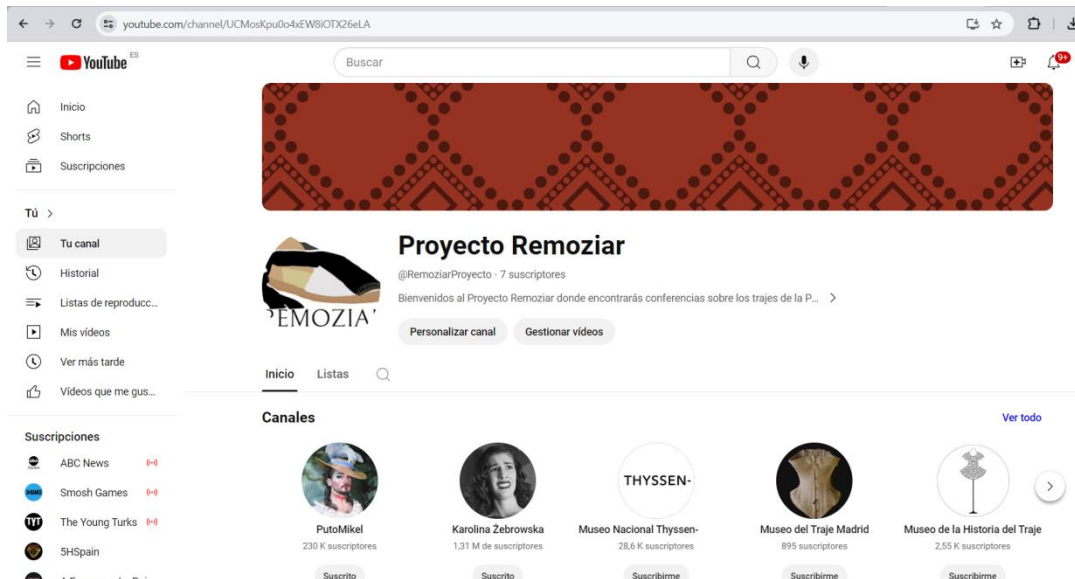 youtube.com/channel/UCMosKpu0o4xEW8iOTX26eLA
YouTube ES
Buscar
9+
Inicio
Shorts
Suscripciones
Tú >
Tu canal
Historial
Listas de reproducc...
Mis vídeos
Ver más tarde
Vídeos que me gus...
Suscripciones
ABC News
Smosh Games
The Young Turks
5HSpain
Proyecto Remoziar
@RemoziarProyecto · 7 suscriptores
Bienvenidos al Proyecto Remoziar donde encontrarás conferencias sobre los trajes de la P... >
Personalizar canal Gestionar vídeos
EMOZIA
Inicio Listas
Canales Ver todo
THYSSEN-
PutoMikel Karolina Żebrowska Museo Nacional Thyssen- Museo del Traje Madrid Museo de la Historia del Traje
230 K suscriptores 1,31 M de suscriptores 28,6 K suscriptores 895 suscriptores 2,55 K suscriptores
Suscrito Suscrito Suscribirme Suscribirme Suscribirme